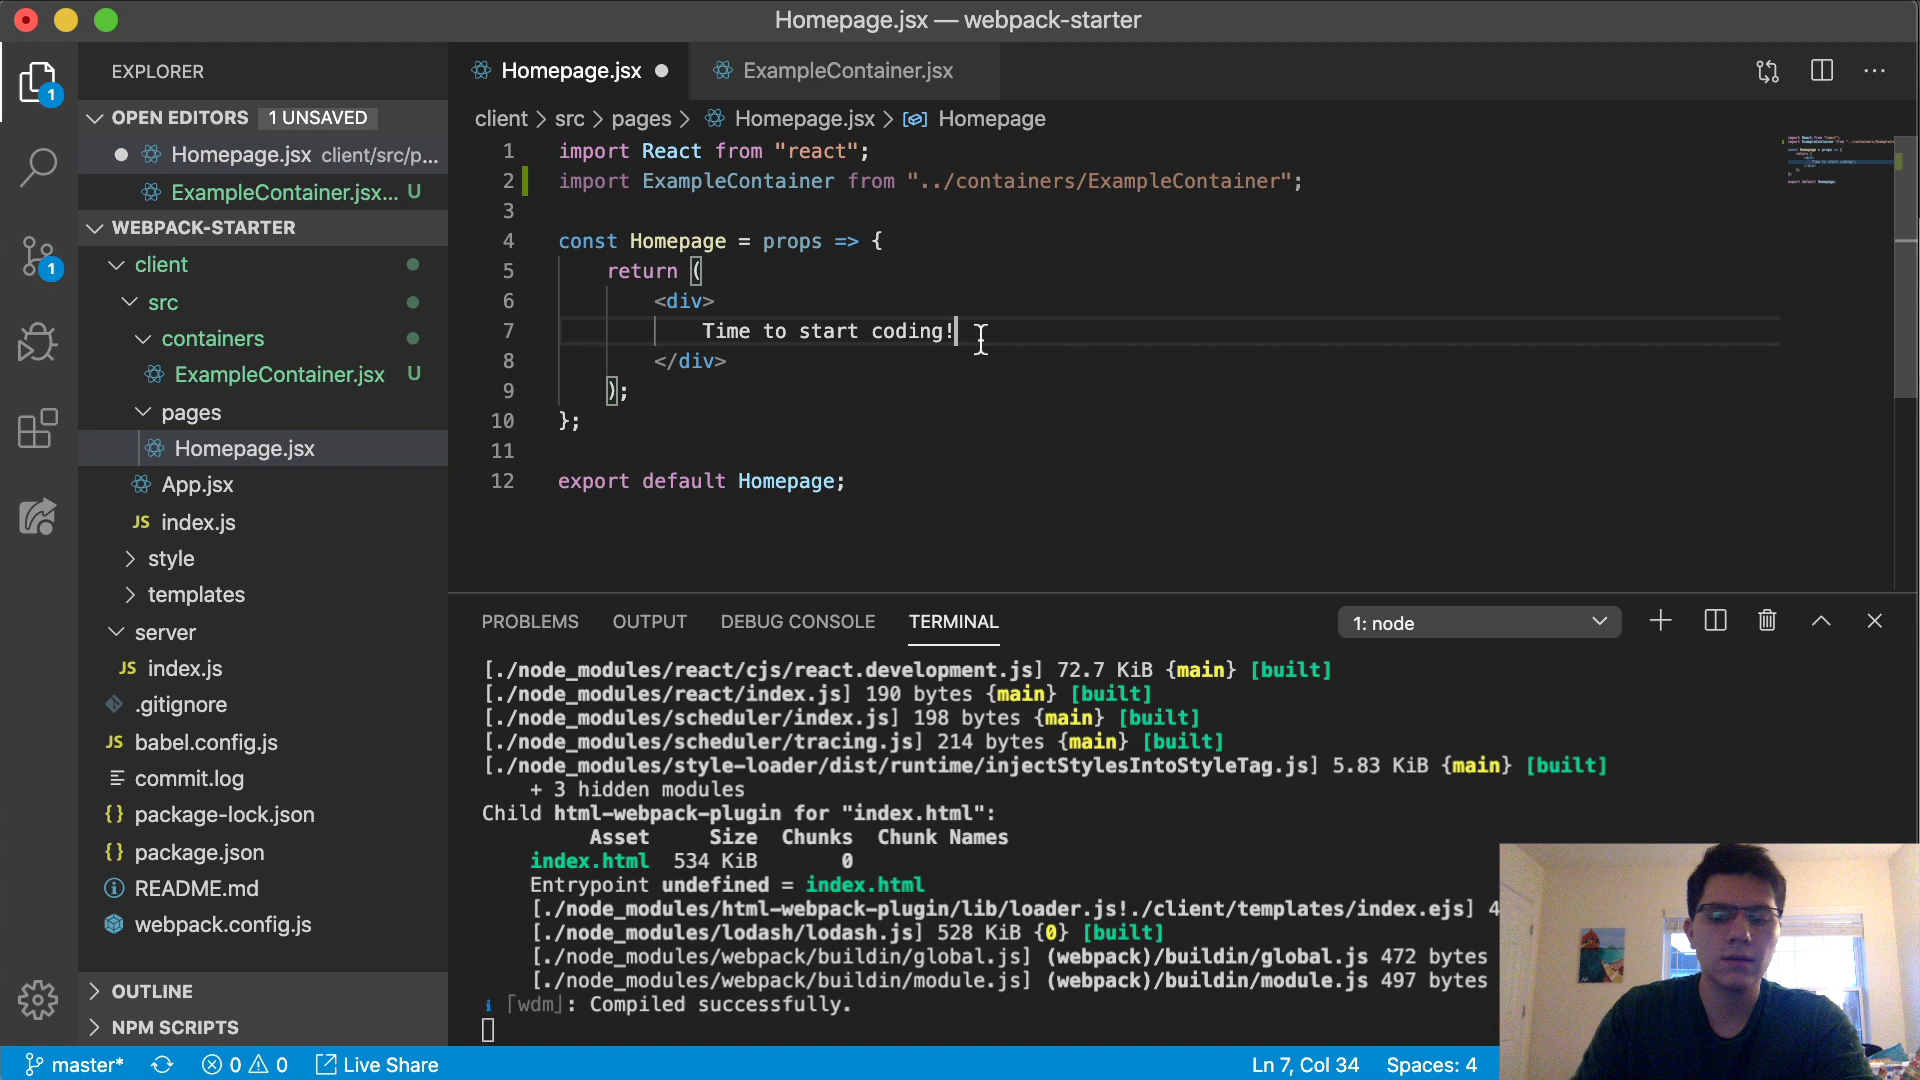 Homepage.jsx — webpack-starter
EXPLORER
OPEN EDITORS 1 UNSAVED
Homepage.jsx client/src/p...
ExampleContainer.jsx... U
WEBPACK-STARTER
client
src
containers
ExampleContainer.jsx U
pages
Homepage.jsx
App.jsx
JS index.js
style
templates
server
JS index.js
.gitignore
JS babel.config.js
commit.log
{} package-lock.json
{} package.json
README.md
webpack.config.js
OUTLINE
NPM SCRIPTS
1
1
Homepage.jsx ExampleContainer.jsx
client > src > pages > Homepage.jsx > Homepage
1 import React from "react";
2 import ExampleContainer from "../containers/ExampleContainer";
3
4 const Homepage = props => {
5 return (
6 <div>
7 Time to start coding!
8 </div>
9 );
10 };
11
12 export default Homepage;
PROBLEMS OUTPUT DEBUG CONSOLE TERMINAL 1: node
[./node_modules/react/cjs/react.development.js] 72.7 KiB {main} [built]
[./node_modules/react/index.js] 190 bytes {main} [built]
[./node_modules/scheduler/index.js] 198 bytes {main} [built]
[./node_modules/scheduler/tracing.js] 214 bytes {main} [built]
[./node_modules/style-loader/dist/runtime/injectStylesIntoStyleTag.js] 5.83 KiB {main} [built]
+ 3 hidden modules
Child html-webpack-plugin for "index.html":
Asset Size Chunks Chunk Names
index.html 534 KiB 0
Entrypoint undefined = index.html
[./node_modules/html-webpack-plugin/lib/loader.js!./client/templates/index.ejs] 4
[./node_modules/lodash/lodash.js] 528 KiB {0} [built]
[./node_modules/webpack/buildin/global.js] (webpack)/buildin/global.js 472 bytes
[./node_modules/webpack/buildin/module.js] (webpack)/buildin/module.js 497 bytes
i ｢wdm｣: Compiled successfully.
master* 0 0 Live Share Ln 7, Col 34 Spaces: 4